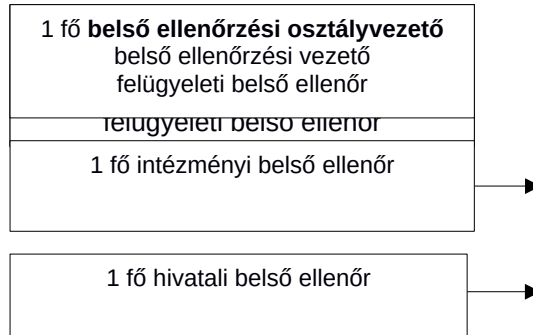 1 fő belső ellenőrzési osztályvezető
belső ellenőrzési vezető
felügyeleti belső ellenőr
felügyeleti belső ellenőr
1 fő intézményi belső ellenőr
1 fő hivatali belső ellenőr